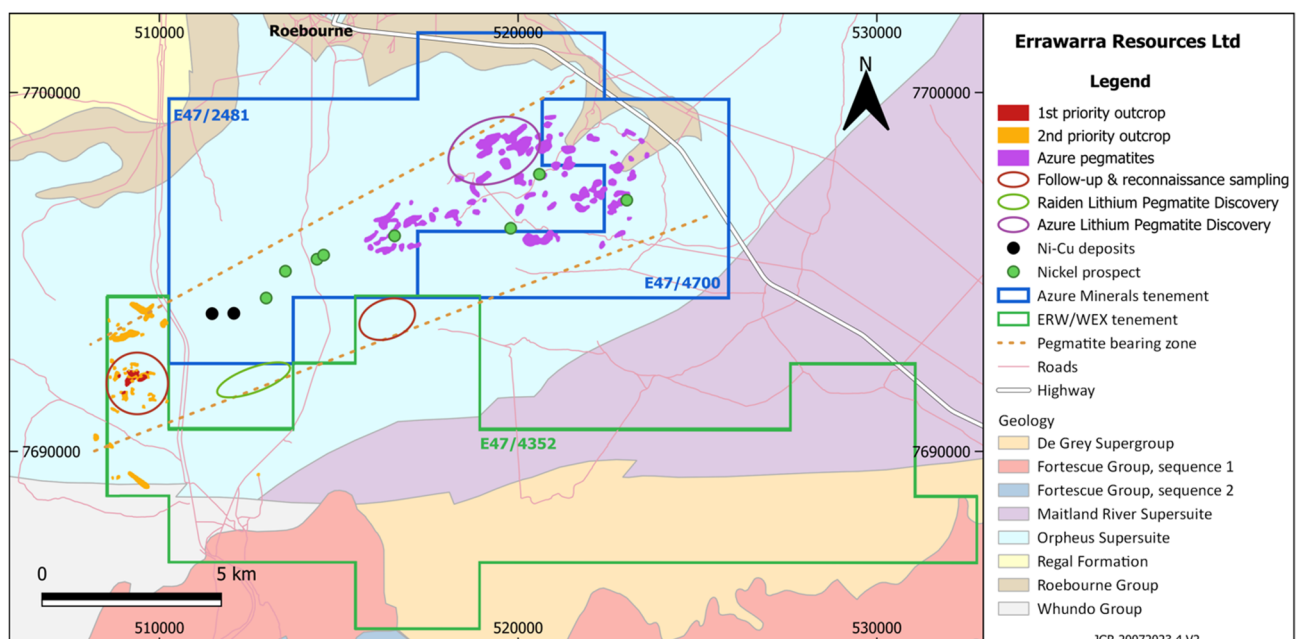 510000
Roebourne
520000
530000
7700000
7700000
N
E47/2481
E47/4700
E47/4352
7690000
7690000
0
5 km
510000
520000
530000
Errawarra Resources Ltd
Legend
1st priority outcrop
2nd priority outcrop
Azure pegmatites
Follow-up & reconnaissance sampling
Raiden Lithium Pegmatite Discovery
Azure Lithium Pegmatite Discovery
Ni-Cu deposits
Nickel prospect
Azure Minerals tenement
ERW/WEX tenement
Pegmatite bearing zone
Roads
Highway
Geology
De Grey Supergroup
Fortescue Group, sequence 1
Fortescue Group, sequence 2
Maitland River Supersuite
Orpheus Supersuite
Regal Formation
Roebourne Group
Whundo Group